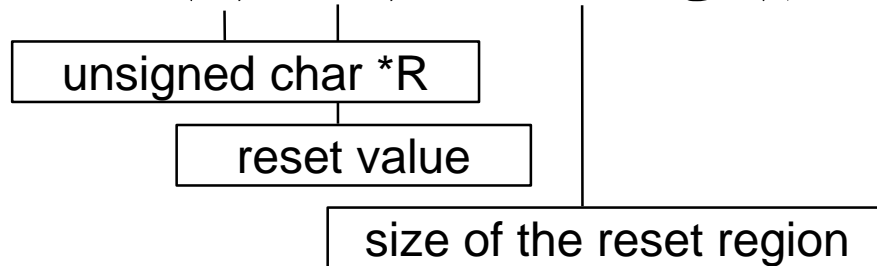 unsigned char *R
reset value
size of the reset region